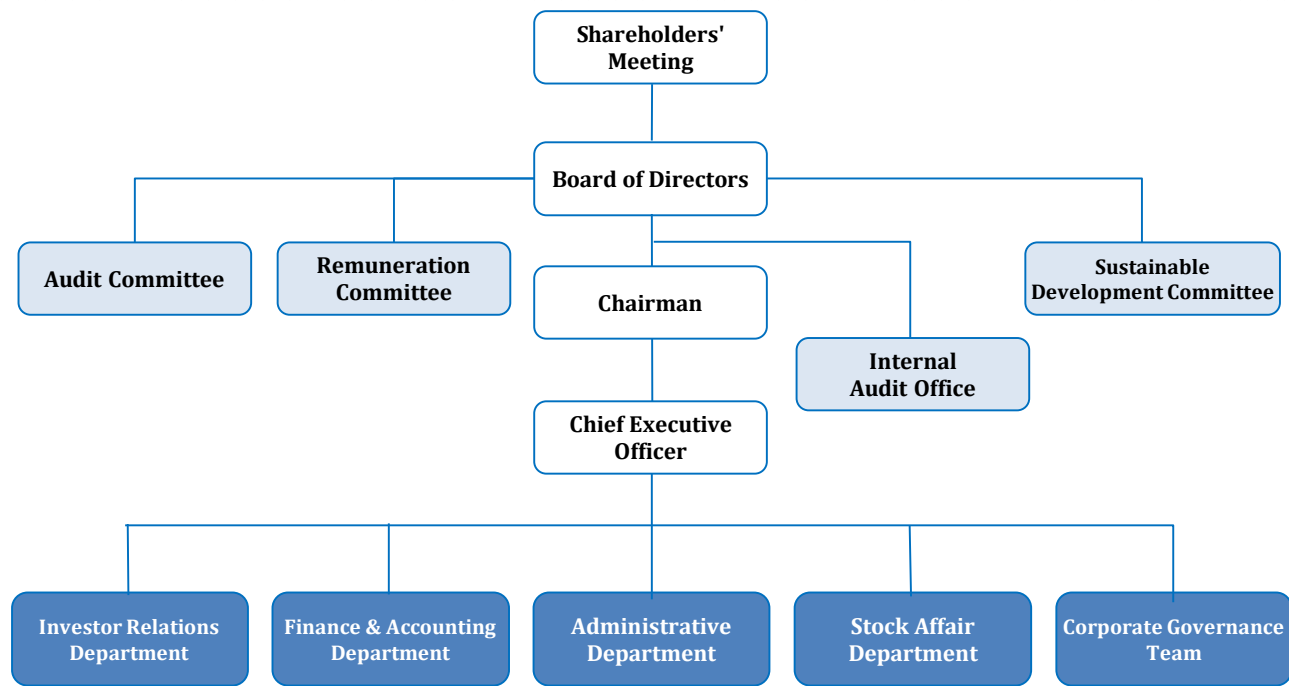 Shareholders'
Meeting
Board of Directors
Audit Committee
Remuneration
Committee
Chairman
Sustainable
Development Committee
Internal
Audit Office
Chief Executive
Officer
Investor Relations
Department
Finance & Accounting
Department
Administrative
Department
Stock Affair
Department
Corporate Governance
Team